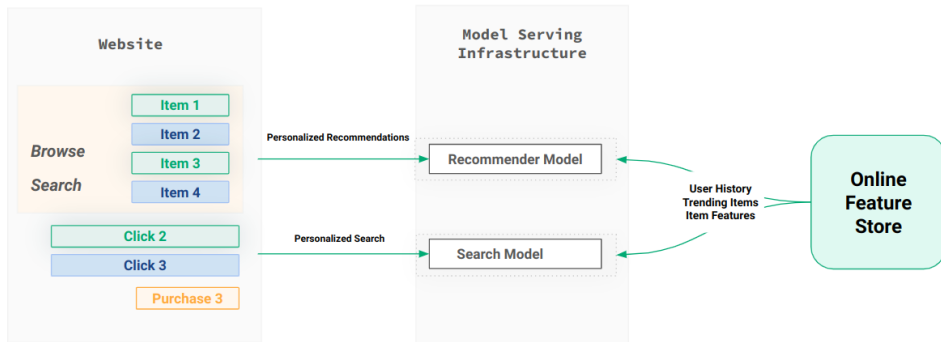 Website
Item 1
Item 2
Item 3
Item 4
Browse
Search
Click 2
Click 3
Purchase 3
Personalized Recommendations
Personalized Search
Model Serving
Infrastructure
Recommender Model
Search Model
User History
Trending Items
Item Features
Online
Feature
Store